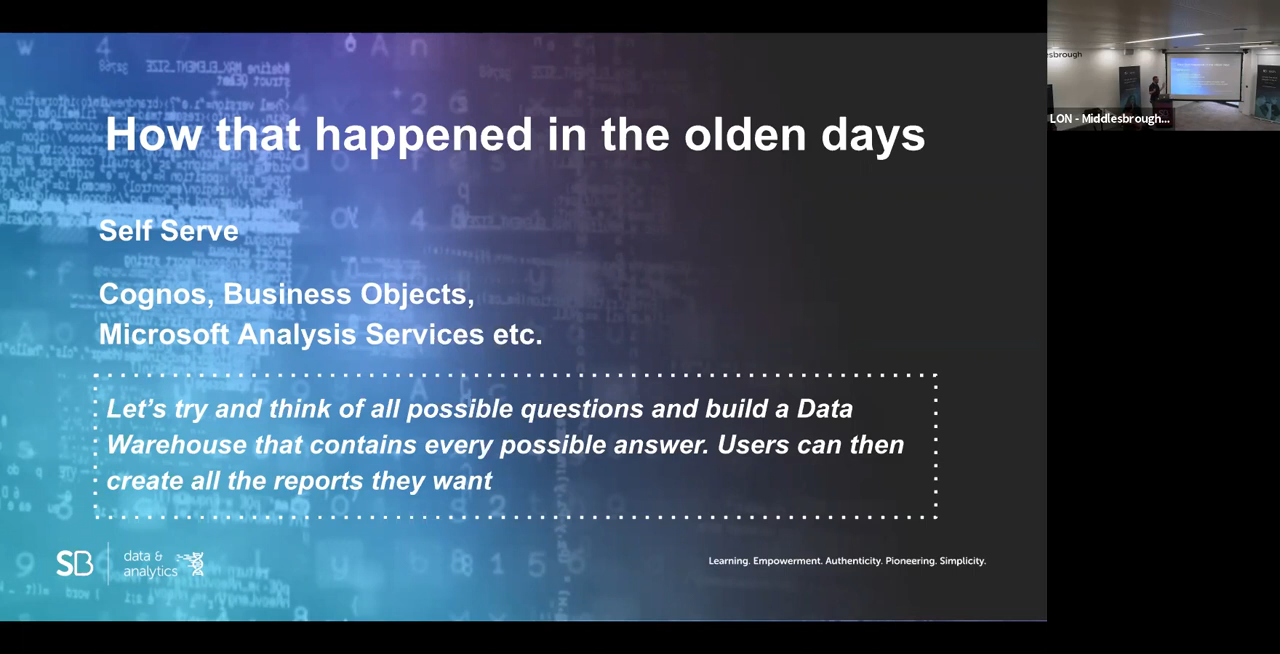 How that happened in the olden days
Self Serve
Cognos, Business Objects,
Microsoft Analysis Services etc.
Let’s try and think of all possible questions and build a Data
Warehouse that contains every possible answer. Users can then
create all the reports they want
SB
data &
analytics
Learning. Empowerment. Authenticity. Pioneering. Simplicity.
esbrough
LON - Middlesbrough...